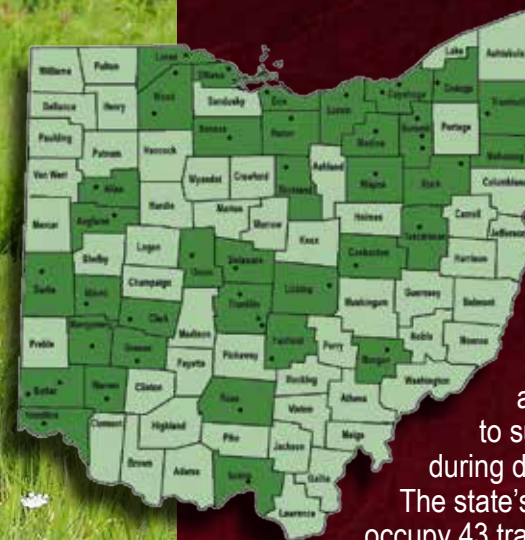 Williams Fulton Lucas Ottawa Lake Ashtabula
Defiance Henry Wood Sandusky Erie Lorain Cuyahoga Geauga Trumbull
Paulding Putnam Hancock Seneca Huron Medina Summit Portage Mahoning
Van Wert Allen Wyandot Crawford Richland Ashland Wayne Stark Columbiana
Mercer Auglaize Hardin Marion Morrow Knox Holmes Tuscarawas Carroll Jefferson
Shelby Logan Union Delaware Coshocton Harrison
Darke Miami Champaign Clark Franklin Licking Muskingum Guernsey Belmont
Preble Montgomery Greene Madison Pickaway Fairfield Perry Morgan Noble Monroe
Butler Warren Clinton Fayette Ross Hocking Athens Washington
Hamilton Clermont Highland Pike Vinton Meigs
Brown Adams Scioto Jackson Gallia
Lawrence
a
to s
during d
The state's
occupy 43 tra